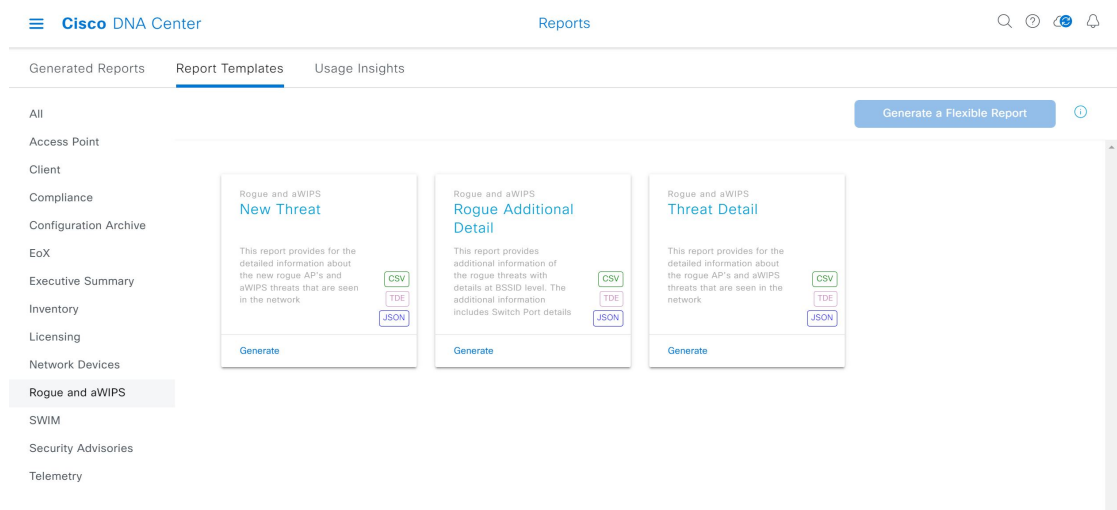 Cisco DNA Center
Reports
Generated Reports
Report Templates
Usage Insights
All
Access Point
Client
Compliance
Configuration Archive
EoX
Executive Summary
Inventory
Licensing
Network Devices
Rogue and aWIPS
SWIM
Security Advisories
Telemetry
Generate a Flexible Report
Rogue and aWIPS
New Threat
This report provides for the
detailed information about
the new rogue AP's and
aWIPS threats that are seen
in the network
CSV
TDE
JSON
Generate
Rogue and aWIPS
Rogue Additional
Detail
This report provides
additional information of
the rogue threats with
details at BSSID level. The
additional information
includes Switch Port details
CSV
TDE
JSON
Generate
Rogue and aWIPS
Threat Detail
This report provides for the
detailed information about
the rogue AP's and aWIPS
threats that are seen in the
network
CSV
TDE
JSON
Generate